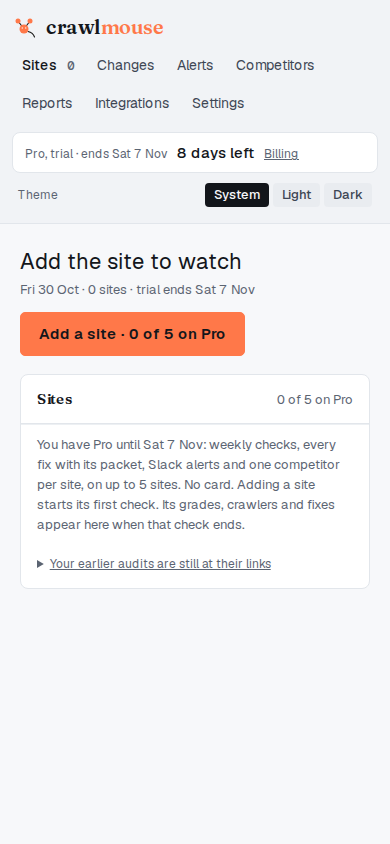 crawlmouse
Sites 0 Changes Alerts Competitors
Reports Integrations Settings
Pro, trial · ends Sat 7 Nov 8 days left Billing
Theme System Light Dark
Add the site to watch
Fri 30 Oct · 0 sites · trial ends Sat 7 Nov
Add a site · 0 of 5 on Pro
Sites 0 of 5 on Pro
You have Pro until Sat 7 Nov: weekly checks, every
fix with its packet, Slack alerts and one competitor
per site, on up to 5 sites. No card. Adding a site
starts its first check. Its grades, crawlers and fixes
appear here when that check ends.
Your earlier audits are still at their links